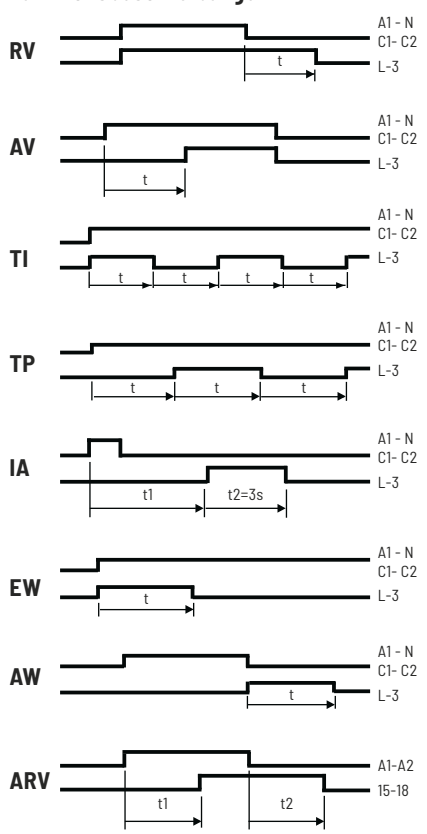 RV
A1 - N
C1- C2
t
L-3
AV
A1 - N
C1- C2
L-3
t
TI
A1 - N
C1- C2
L-3
t t t t
TP
A1 - N
C1- C2
L-3
t t t
IA
A1 - N
C1- C2
L-3
t1 t2=3s
EW
A1 - N
C1- C2
L-3
t
AW
A1 - N
C1- C2
L-3
t
ARV
A1-A2
15-18
t1 t2